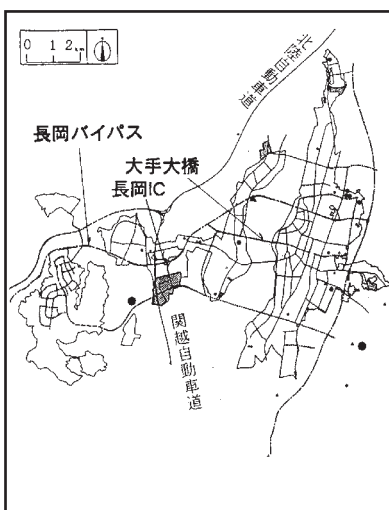 0 1 2km
北陸自動車道
長岡バイパス
大手大橋
長岡IC
関越自動車道